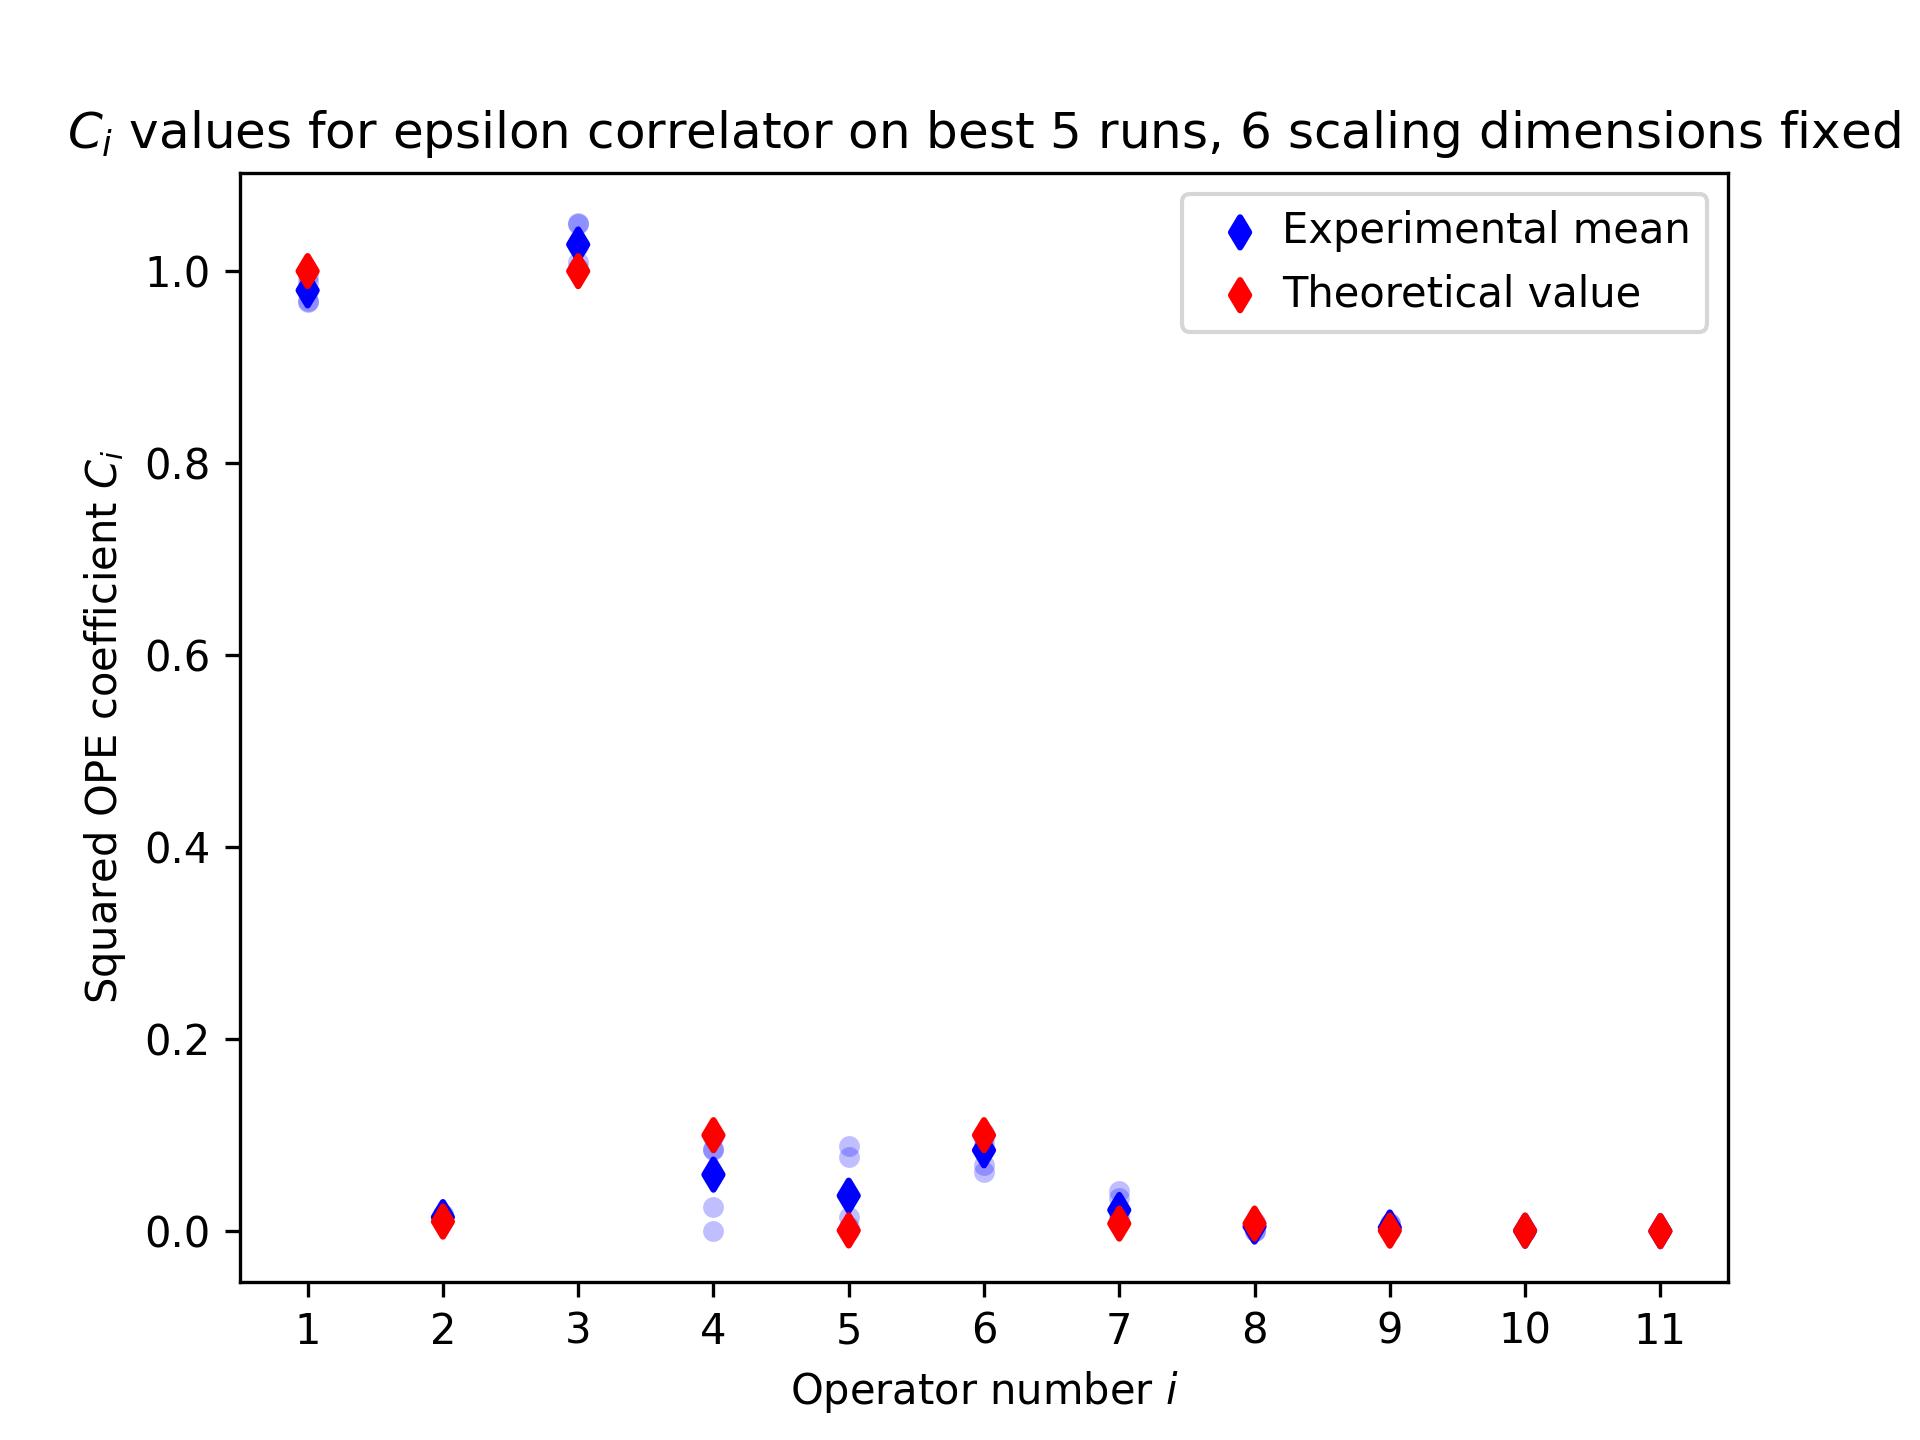 C_i values for epsilon correlator on best 5 runs, 6 scaling dimensions fixed
Experimental mean
Theoretical value
Squared OPE coefficient C_i
1.0
0.8
0.6
0.4
0.2
0.0
1 2 3 4 5 6 7 8 9 10 11
Operator number i